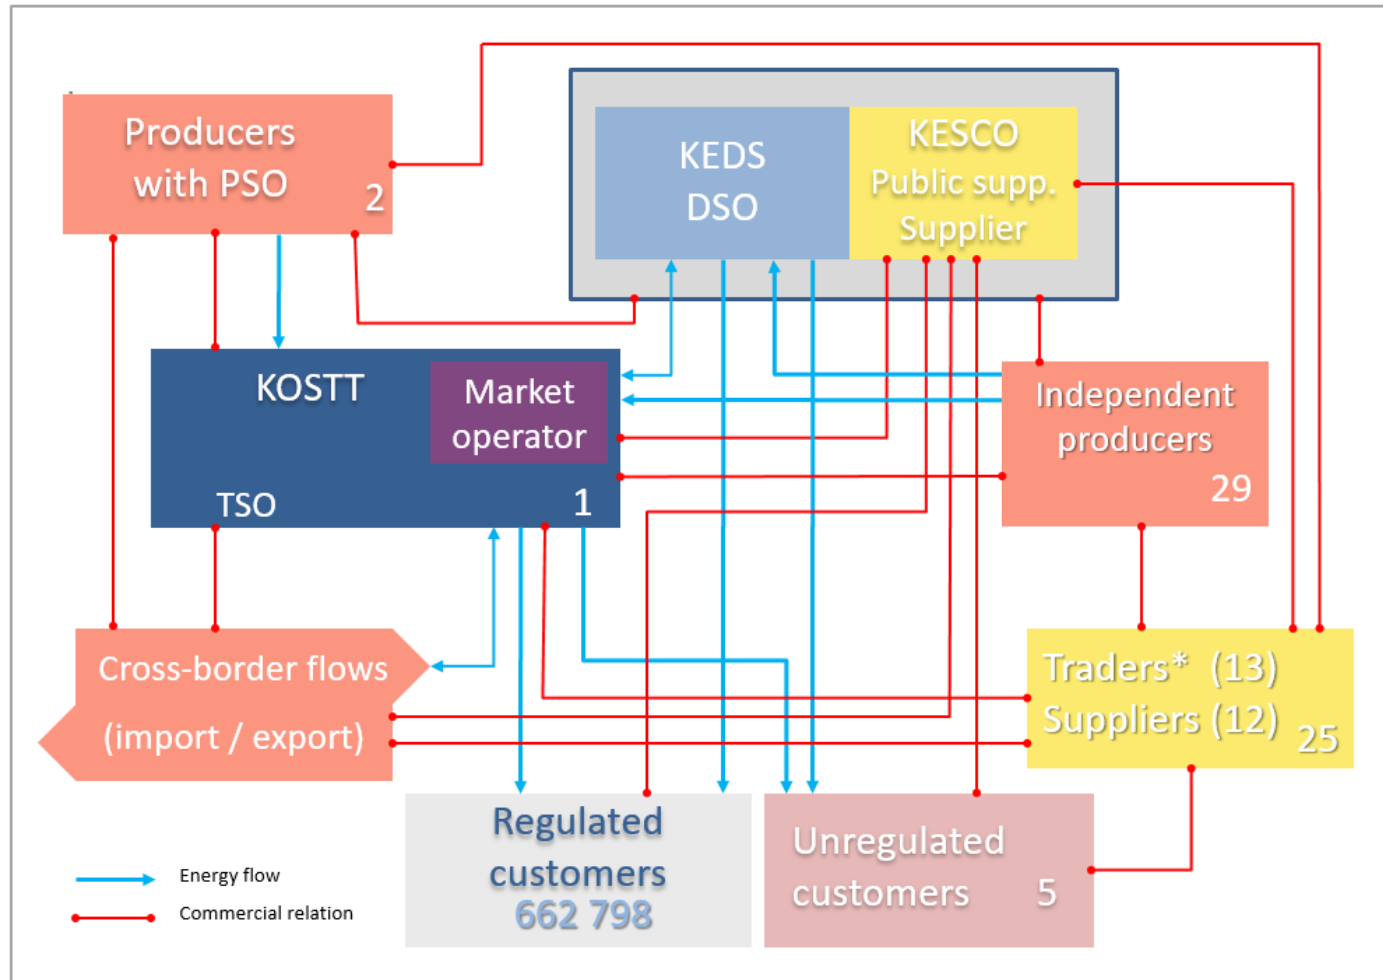 Producers
with PSO
2
KEDS
DSO
KESCO
Public supp.
Supplier
KOSTT
Market
operator
TSO
1
Independent
producers
29
Cross-border flows
(import / export)
Traders* (13)
Suppliers (12)
25
Regulated
customers
662 798
Unregulated
customers
5
Energy flow
Commercial relation